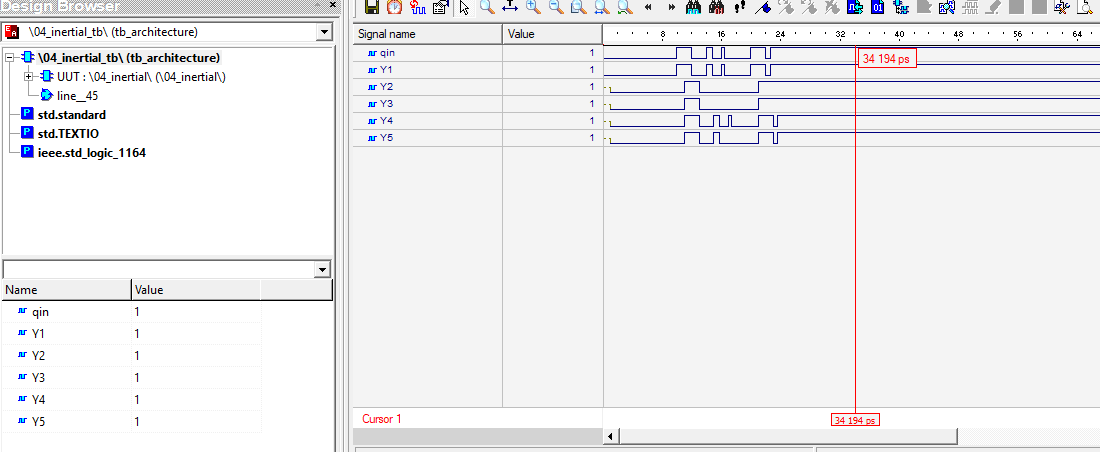 Design Browser
\04_inertial_tb\ (tb_architecture)
\04_inertial_tb\ (tb_architecture)
UUT : \04_inertial\ (\04_inertial\)
line__45
std.standard
std.TEXTIO
ieee.std_logic_1164
Name Value
qin 1
Y1 1
Y2 1
Y3 1
Y4 1
Y5 1
Signal name Value 8 16 24 32 40 48 56 64
qin 1
Y1 1
Y2 1
Y3 1
Y4 1
Y5 1
34 194 ps
Cursor 1
34 194 ps